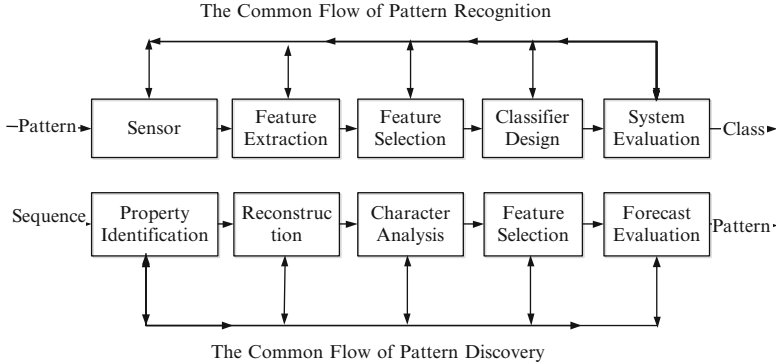 The Common Flow of Pattern Recognition
Pattern
Sensor
Feature
Extraction
Feature
Selection
Classifier
Design
System
Evaluation
Class
Sequence
Property
Identification
Reconstruc
tion
Character
Analysis
Feature
Selection
Forecast
Evaluation
Pattern
The Common Flow of Pattern Discovery